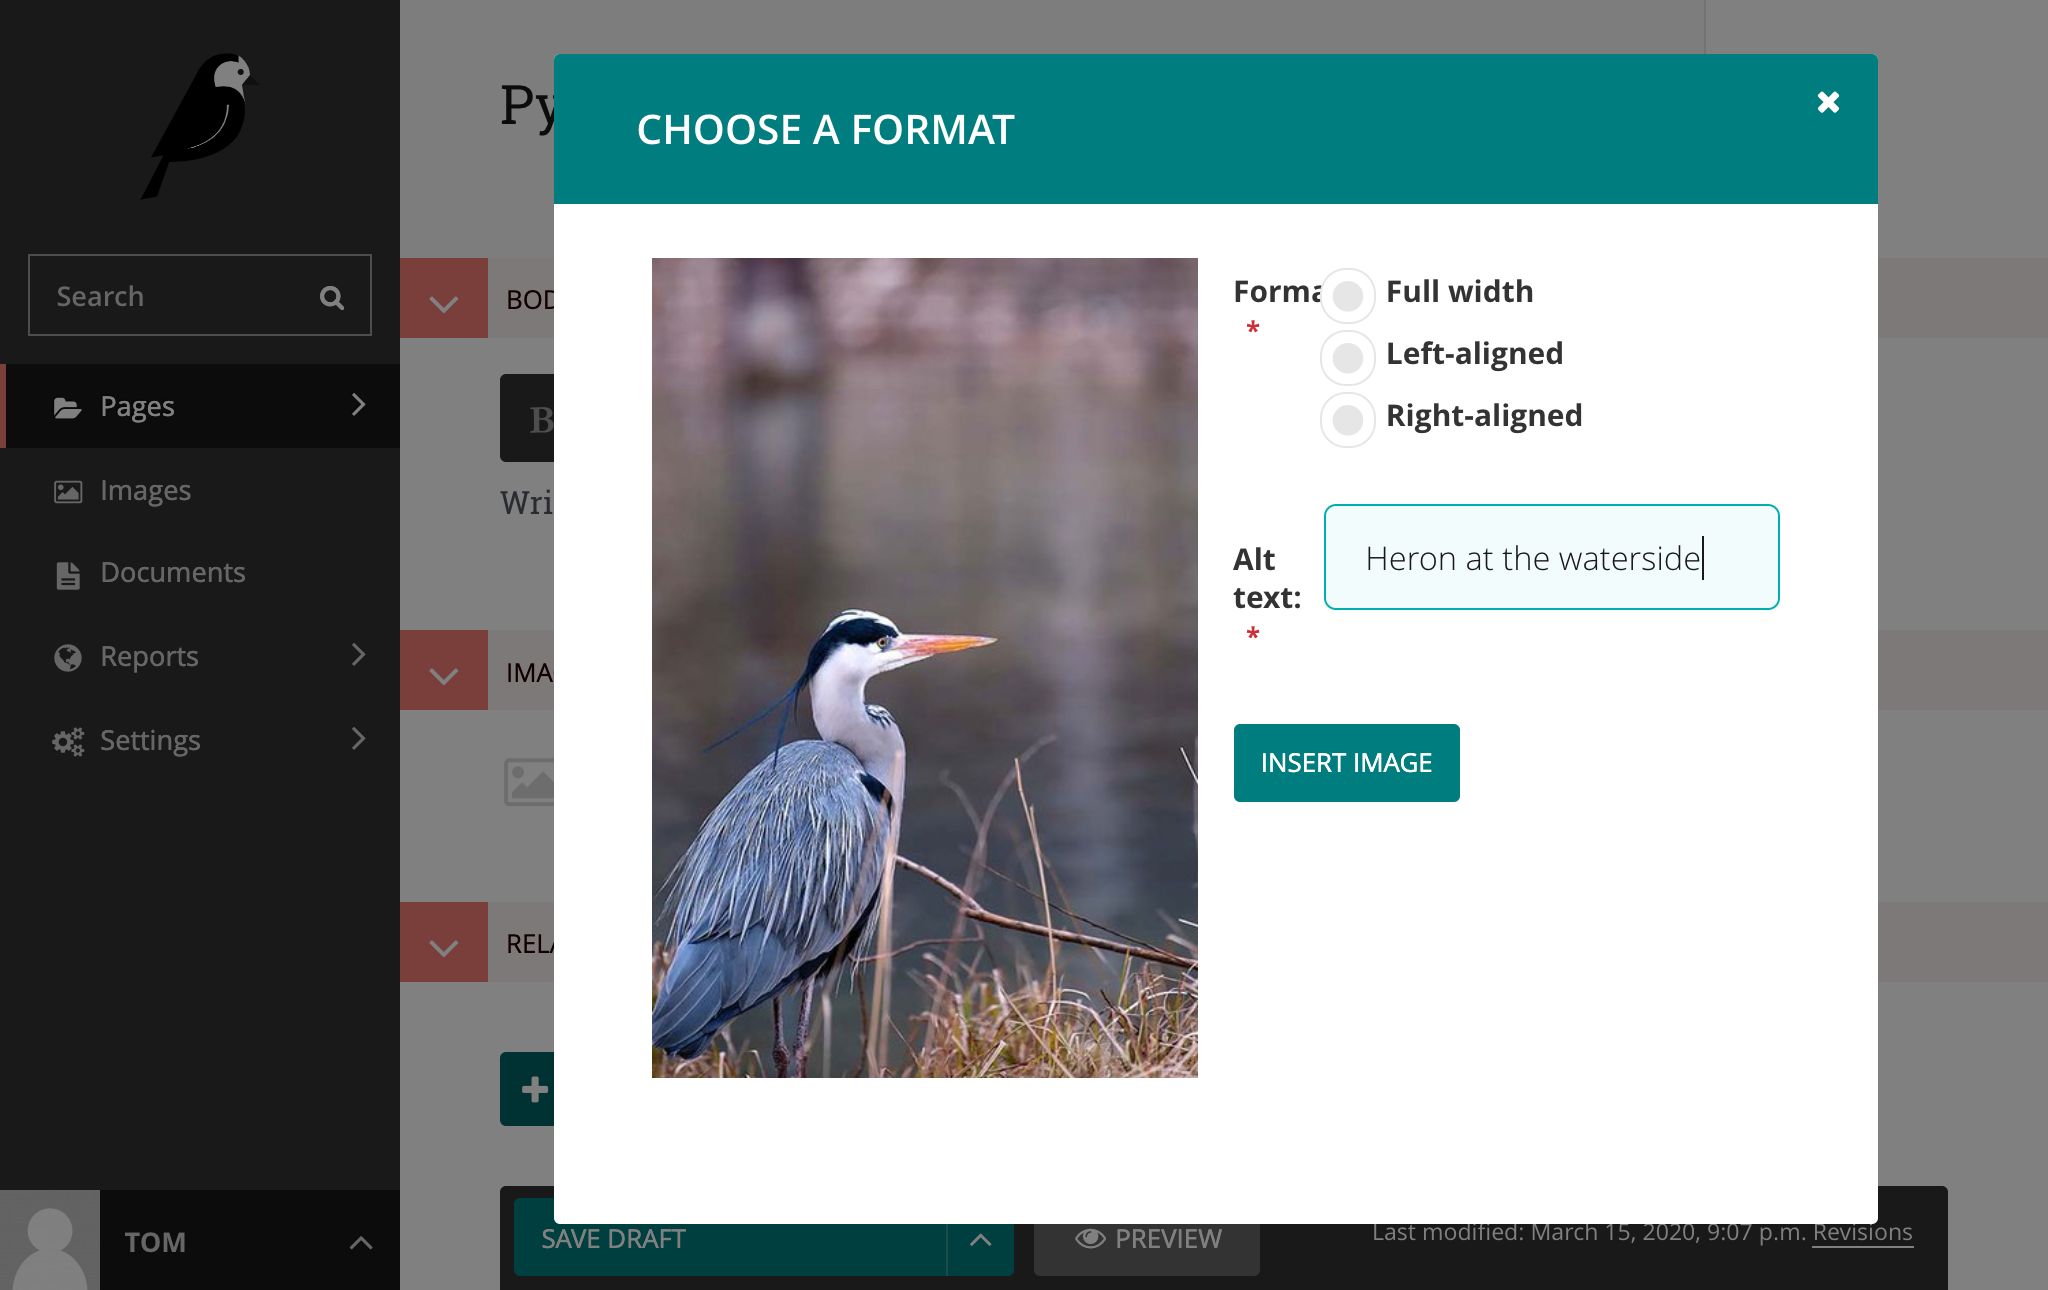 Search
Pages
Images
Documents
Reports
Settings
TOM
Py
BOD
B
Wri
IMA
RELA
CHOOSE A FORMAT
Forma
*
Full width
Left-aligned
Right-aligned
Alt
text:
*
Heron at the waterside
INSERT IMAGE
SAVE DRAFT
PREVIEW
Last modified: March 15, 2020, 9:07 p.m. Revisions